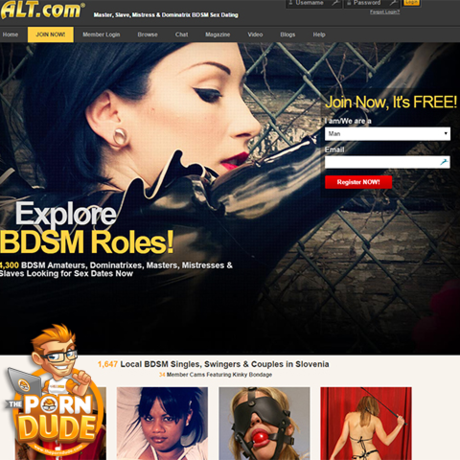 ALT.com®
Master, Slave, Mistress & Dominatrix BDSM Sex Dating
Username
Password
Login
Forgot Login?
Home
JOIN NOW!
Member Login
Browse
Chat
Magazine
Video
Blogs
Help
Join Now, It's FREE!
I am/We are a
Man
Email
Register NOW!
Explore
BDSM Roles!
4,300 BDSM Amateurs, Dominatrixes, Masters, Mistresses &
Slaves Looking for Sex Dates Now
1,647 Local BDSM Singles, Swingers & Couples in Slovenia
Member Cams Featuring Kinky Bondage
THE
PORN
DUDE